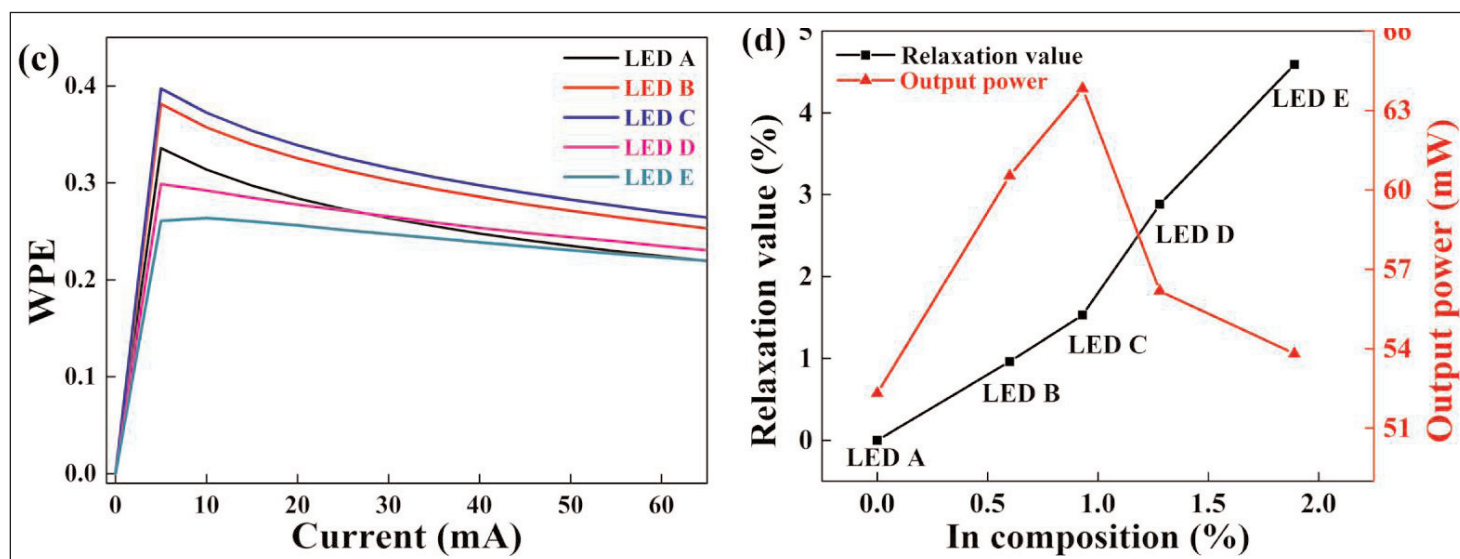 (c)
LED A
LED B
LED C
LED D
LED E
0.4
0.3
0.2
0.1
0.0
WPE
0
10
20
30
40
50
60
Current (mA)
(d)
Relaxation value
Output power
5
4
3
2
1
0
Relaxation value (%)
LED A
LED B
LED C
LED D
LED E
66
63
60
57
54
51
Output power (mW)
0.0
0.5
1.0
1.5
2.0
In composition (%)